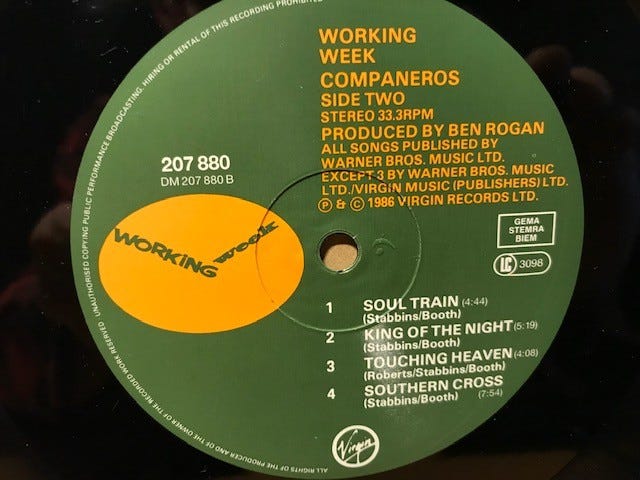 UNAUTHORISED COPYING PUBLIC PERFORMANCE BROADCASTING. HIRING OR RENTAL OF THIS RECORDING PROHIBITED
WORKING
WEEK
COMPANEROS
SIDE TWO
STEREO 33.3RPM
PRODUCED BY BEN ROGAN
ALL SONGS PUBLISHED BY
WARNER BROS. MUSIC LTD.
EXCEPT 3 BY WARNER BROS. MUSIC
LTD./VIRGIN MUSIC (PUBLISHERS) LTD.
Ⓟ & © 1986 VIRGIN RECORDS LTD.
207 880
DM 207 880 B
WORKING week
GEMA
STEMRA
BIEM
LC 3098
1 SOUL TRAIN (4:44)
(Stabbins/Booth)
2 KING OF THE NIGHT (5:19)
(Stabbins/Booth)
3 TOUCHING HEAVEN (4:08)
(Roberts/Stabbins/Booth)
4 SOUTHERN CROSS
(Stabbins/Booth) (7:54)
Virgin
ALL RIGHTS OF THE PRODUCER AND OF THE OWNER OF THE RECORDED WORK RESERVED